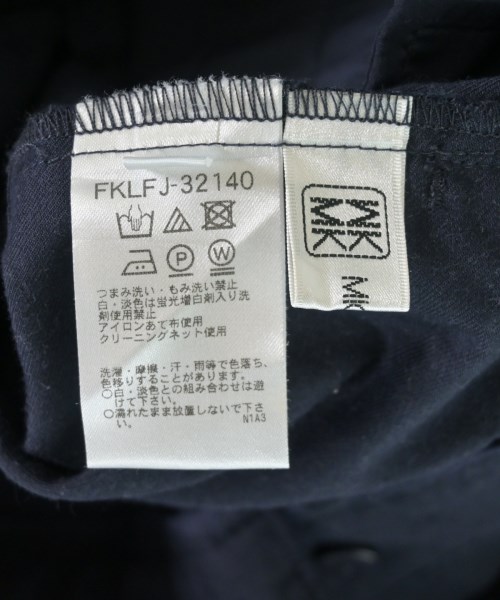 FKLFJ-32140
P W
つまみ洗い・もみ洗い禁止
白・淡色は蛍光増白剤入り洗
剤使用禁止
アイロンあて布使用
クリーニングネット使用
洗濯・摩擦・汗・雨等で色落ち、
色移りすることがあります。
○白・淡色との組み合わせは避
けて下さい。
○濡れたまま放置しないで下さ
い。
N1A3
MK
MK